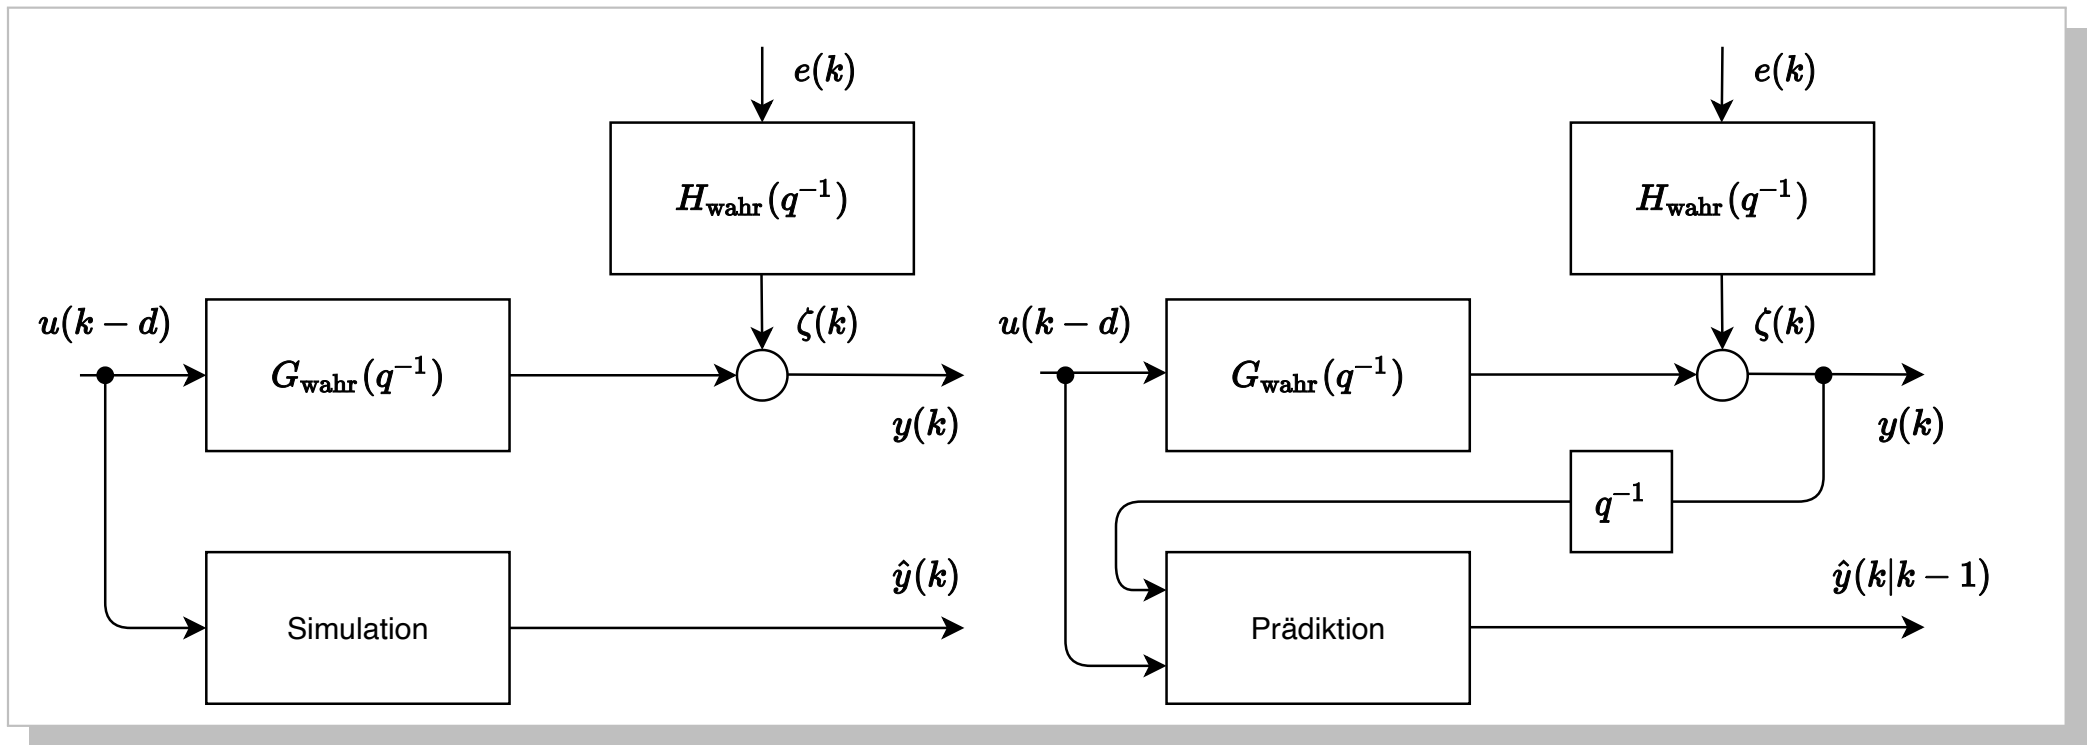 e(k)
H_wahr(q^{-1})
u(k − d)
ζ(k)
G_wahr(q^{-1})
y(k)
ŷ(k)
Simulation
e(k)
H_wahr(q^{-1})
u(k − d)
ζ(k)
G_wahr(q^{-1})
y(k)
q^{-1}
ŷ(k|k − 1)
Prädiktion